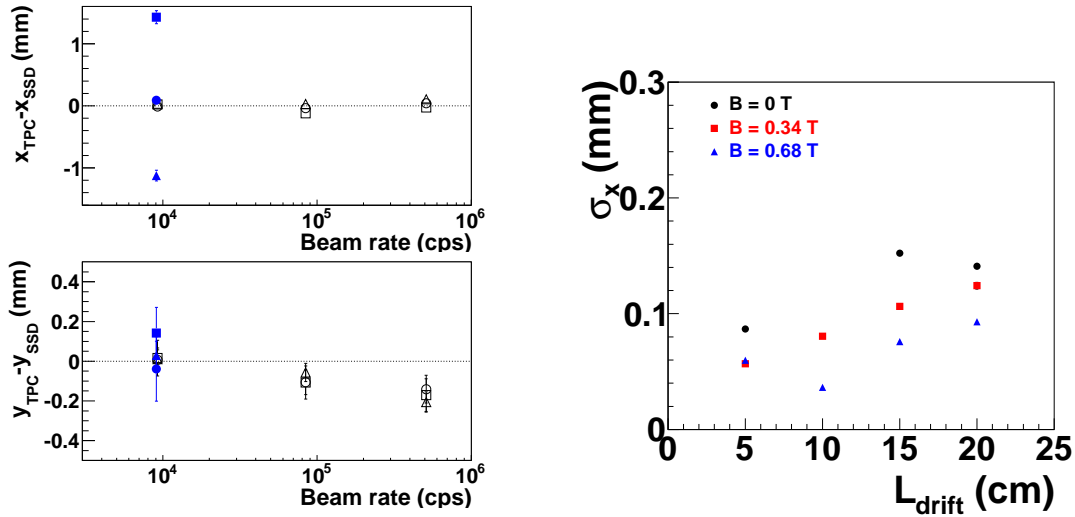 x_TPC-x_SSD (mm)
1
0
-1
10^4
10^5
10^6
Beam rate (cps)
y_TPC-y_SSD (mm)
0.4
0.2
0
-0.2
-0.4
10^4
10^5
10^6
Beam rate (cps)
σ_x (mm)
0.3
0.2
0.1
0
B = 0 T
B = 0.34 T
B = 0.68 T
0
5
10
15
20
25
L_drift (cm)